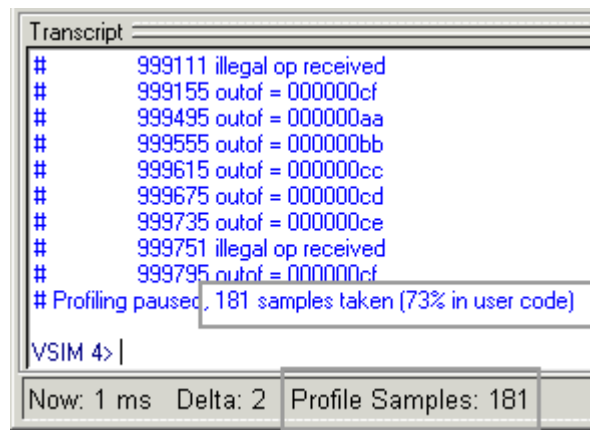 Transcript
# 999111 illegal op received
# 999155 outof = 000000cf
# 999495 outof = 000000aa
# 999555 outof = 000000bb
# 999615 outof = 000000cc
# 999675 outof = 000000cd
# 999735 outof = 000000ce
# 999751 illegal op received
# 999795 outof = 000000cf
# Profiling paused, 181 samples taken (73% in user code)
VSIM 4>
Now: 1 ms Delta: 2 Profile Samples: 181